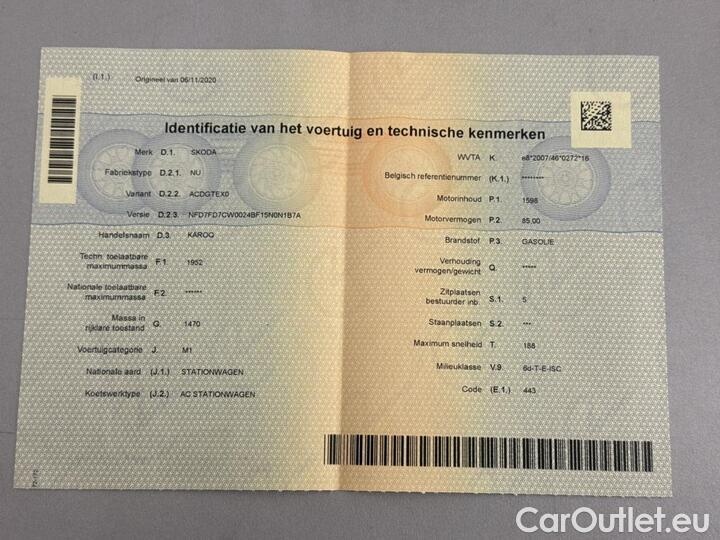 (I.1.) Origineel van 06/11/2020
Identificatie van het voertuig en technische kenmerken
Merk D.1. SKODA
Fabriekstype D.2.1. NU
Variant D.2.2. ACDGTEX0
Versie D.2.3. NFD7FD7CW0024BF15N0N1B7A
Handelsnaam D.3. KAROQ
Techn. toelaatbare
maximummassa F.1. 1952
Nationale toelaatbare
maximummassa F.2. ******
Massa in
rijklare toestand G. 1470
Voertuigcategorie J. M1
Nationale aard (J.1.) STATIONWAGEN
Koetswerktype (J.2.) AC STATIONWAGEN
WVTA K. e8*2007/46*0272*16
Belgisch referentienummer (K.1.) ********
Motorinhoud P.1. 1598
Motorvermogen P.2. 85,00
Brandstof P.3. GASOLIE
Verhouding
vermogen/gewicht Q. *****
Zitplaatsen
bestuurder inb. S.1. 5
Staanplaatsen S.2. ***
Maximum snelheid T. 188
Milieuklasse V.9. 6d-T-E-ISC
Code (E.1.) 443
CarOutlet.eu